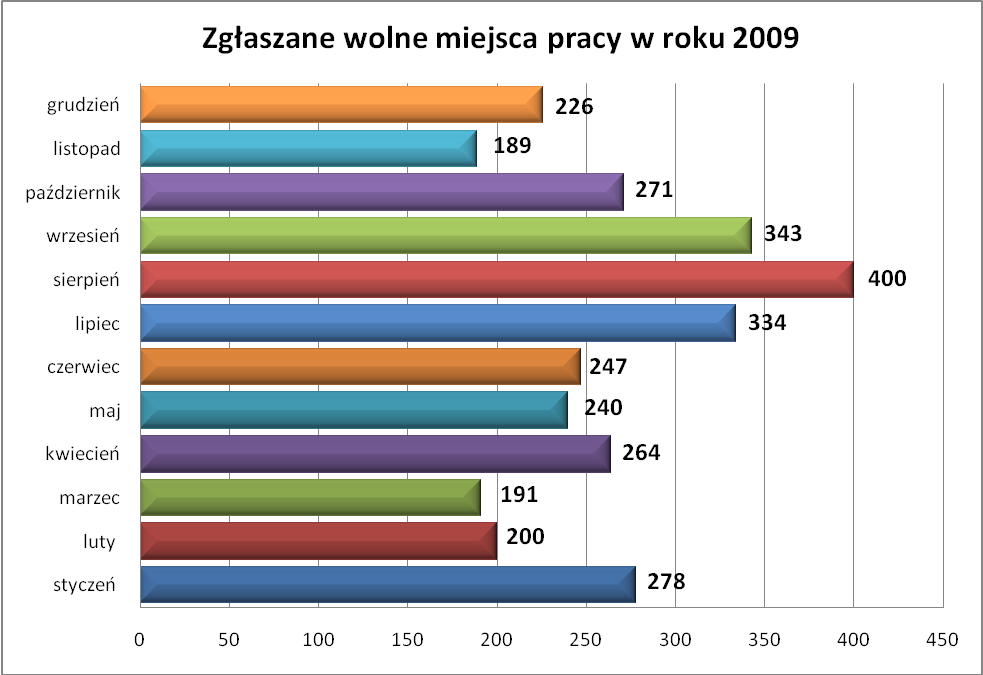 Zgłaszane wolne miejsca pracy w roku 2009
grudzień 226
listopad 189
październik 271
wrzesień 343
sierpień 400
lipiec 334
czerwiec 247
maj 240
kwiecień 264
marzec 191
luty 200
styczeń 278
0 50 100 150 200 250 300 350 400 450